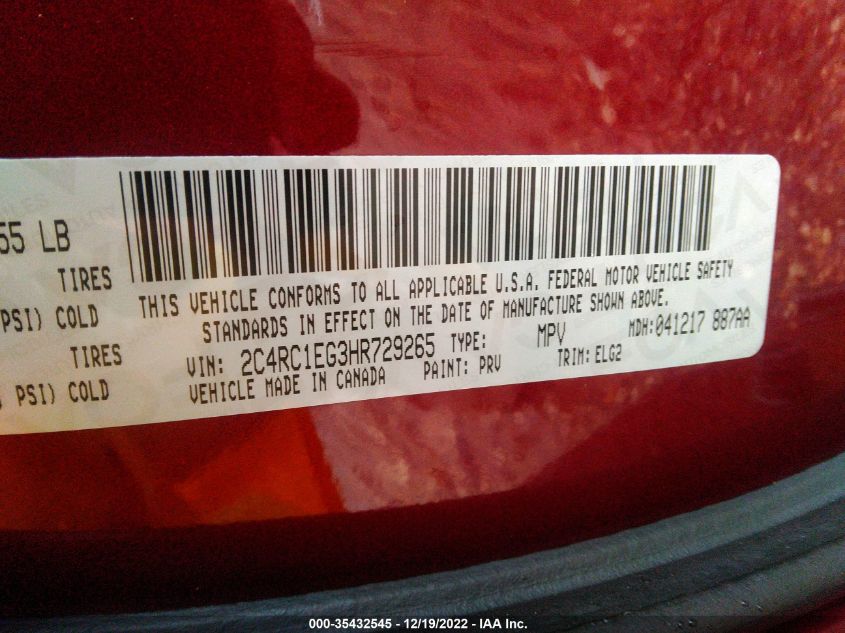 55 LB
TIRES
PSI) COLD
TIRES
PSI) COLD
THIS VEHICLE CONFORMS TO ALL APPLICABLE U.S.A. FEDERAL MOTOR VEHICLE SAFETY
STANDARDS IN EFFECT ON THE DATE OF MANUFACTURE SHOWN ABOVE.
VIN: 2C4RC1EG3HR729265 TYPE: MPV MDH:041217 887AA
VEHICLE MADE IN CANADA PAINT: PRV TRIM: ELG2
000-35432545 - 12/19/2022 - IAA Inc.